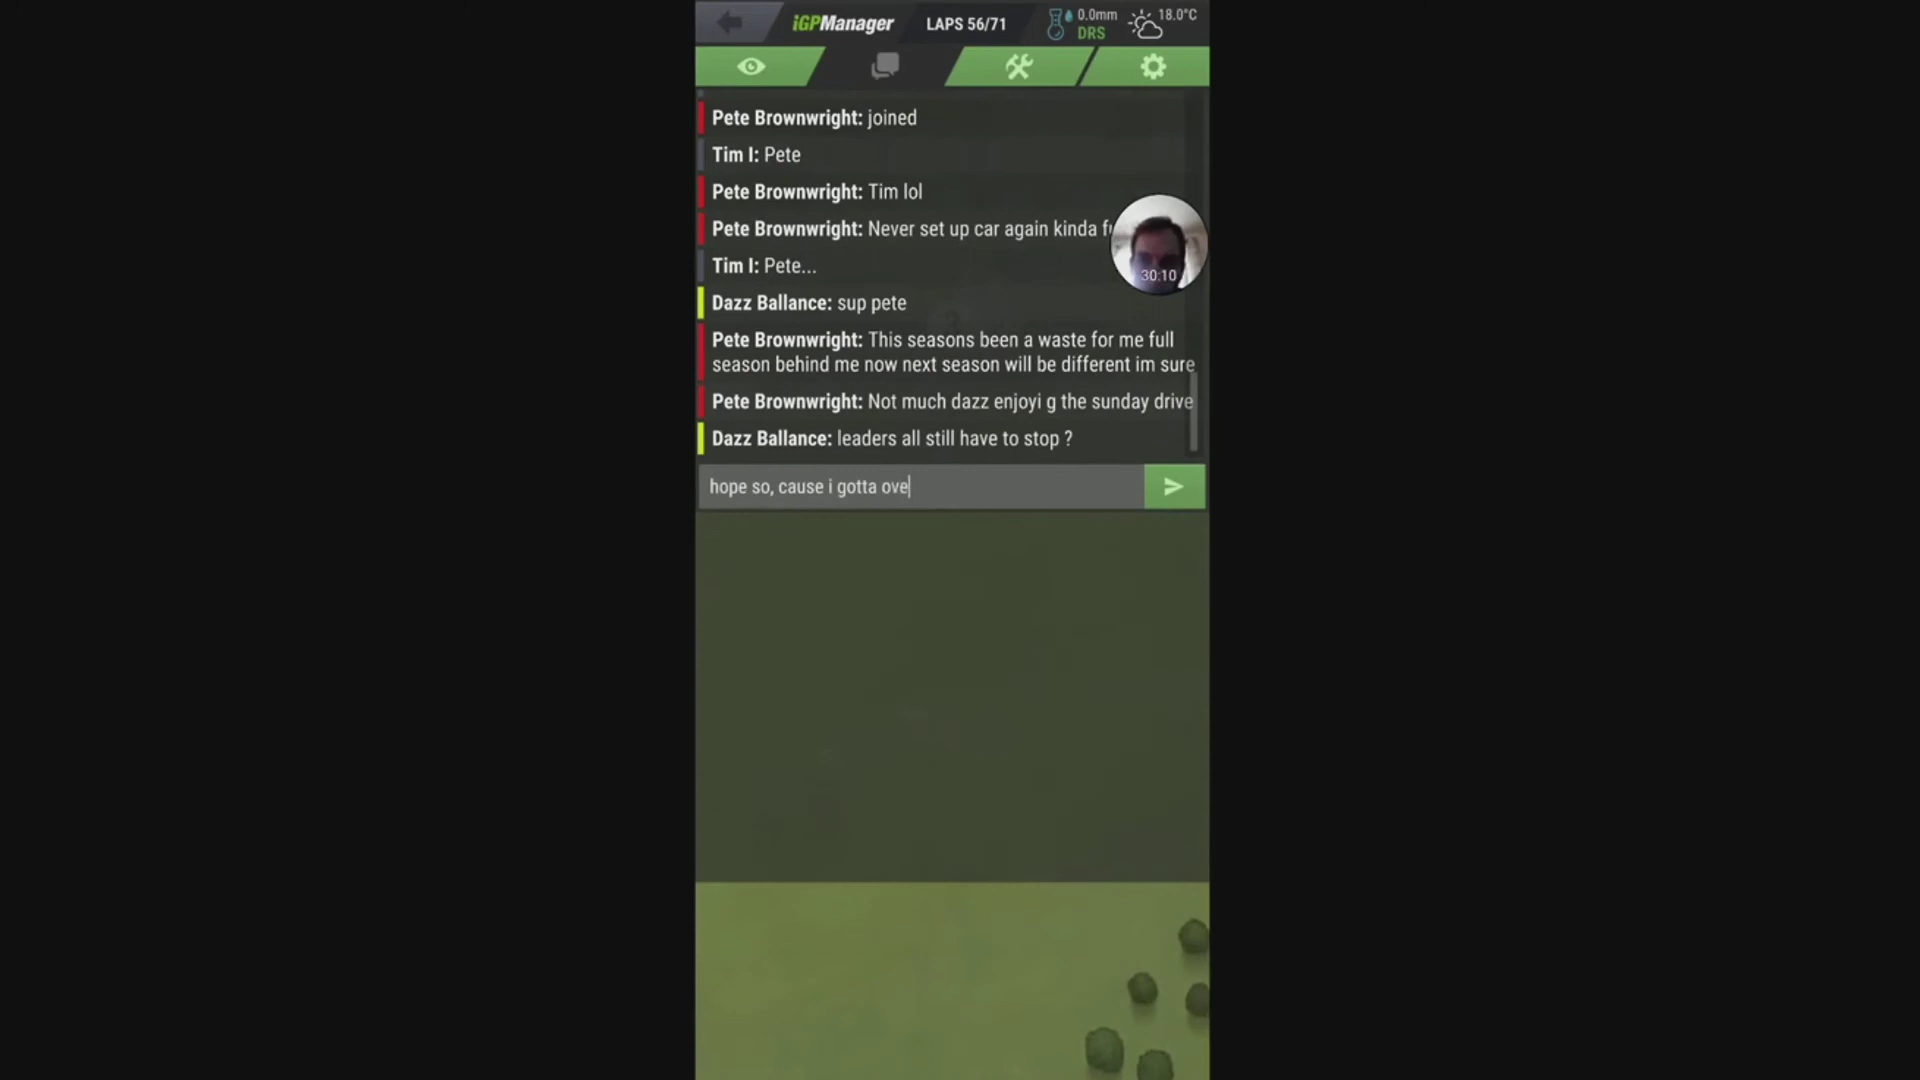 iGPManager
LAPS 56/71
0.0mm
DRS
18.0°C
Pete Brownwright: joined
Tim I: Pete
Pete Brownwright: Tim lol
Pete Brownwright: Never set up car again kinda
Tim I: Pete...
30:10
Dazz Ballance: sup pete
Pete Brownwright: This seasons been a waste for me full
season behind me now next season will be different im sure
Pete Brownwright: Not much dazz enjoyi g the sunday drive
Dazz Ballance: leaders all still have to stop ?
hope so, cause i gotta ove